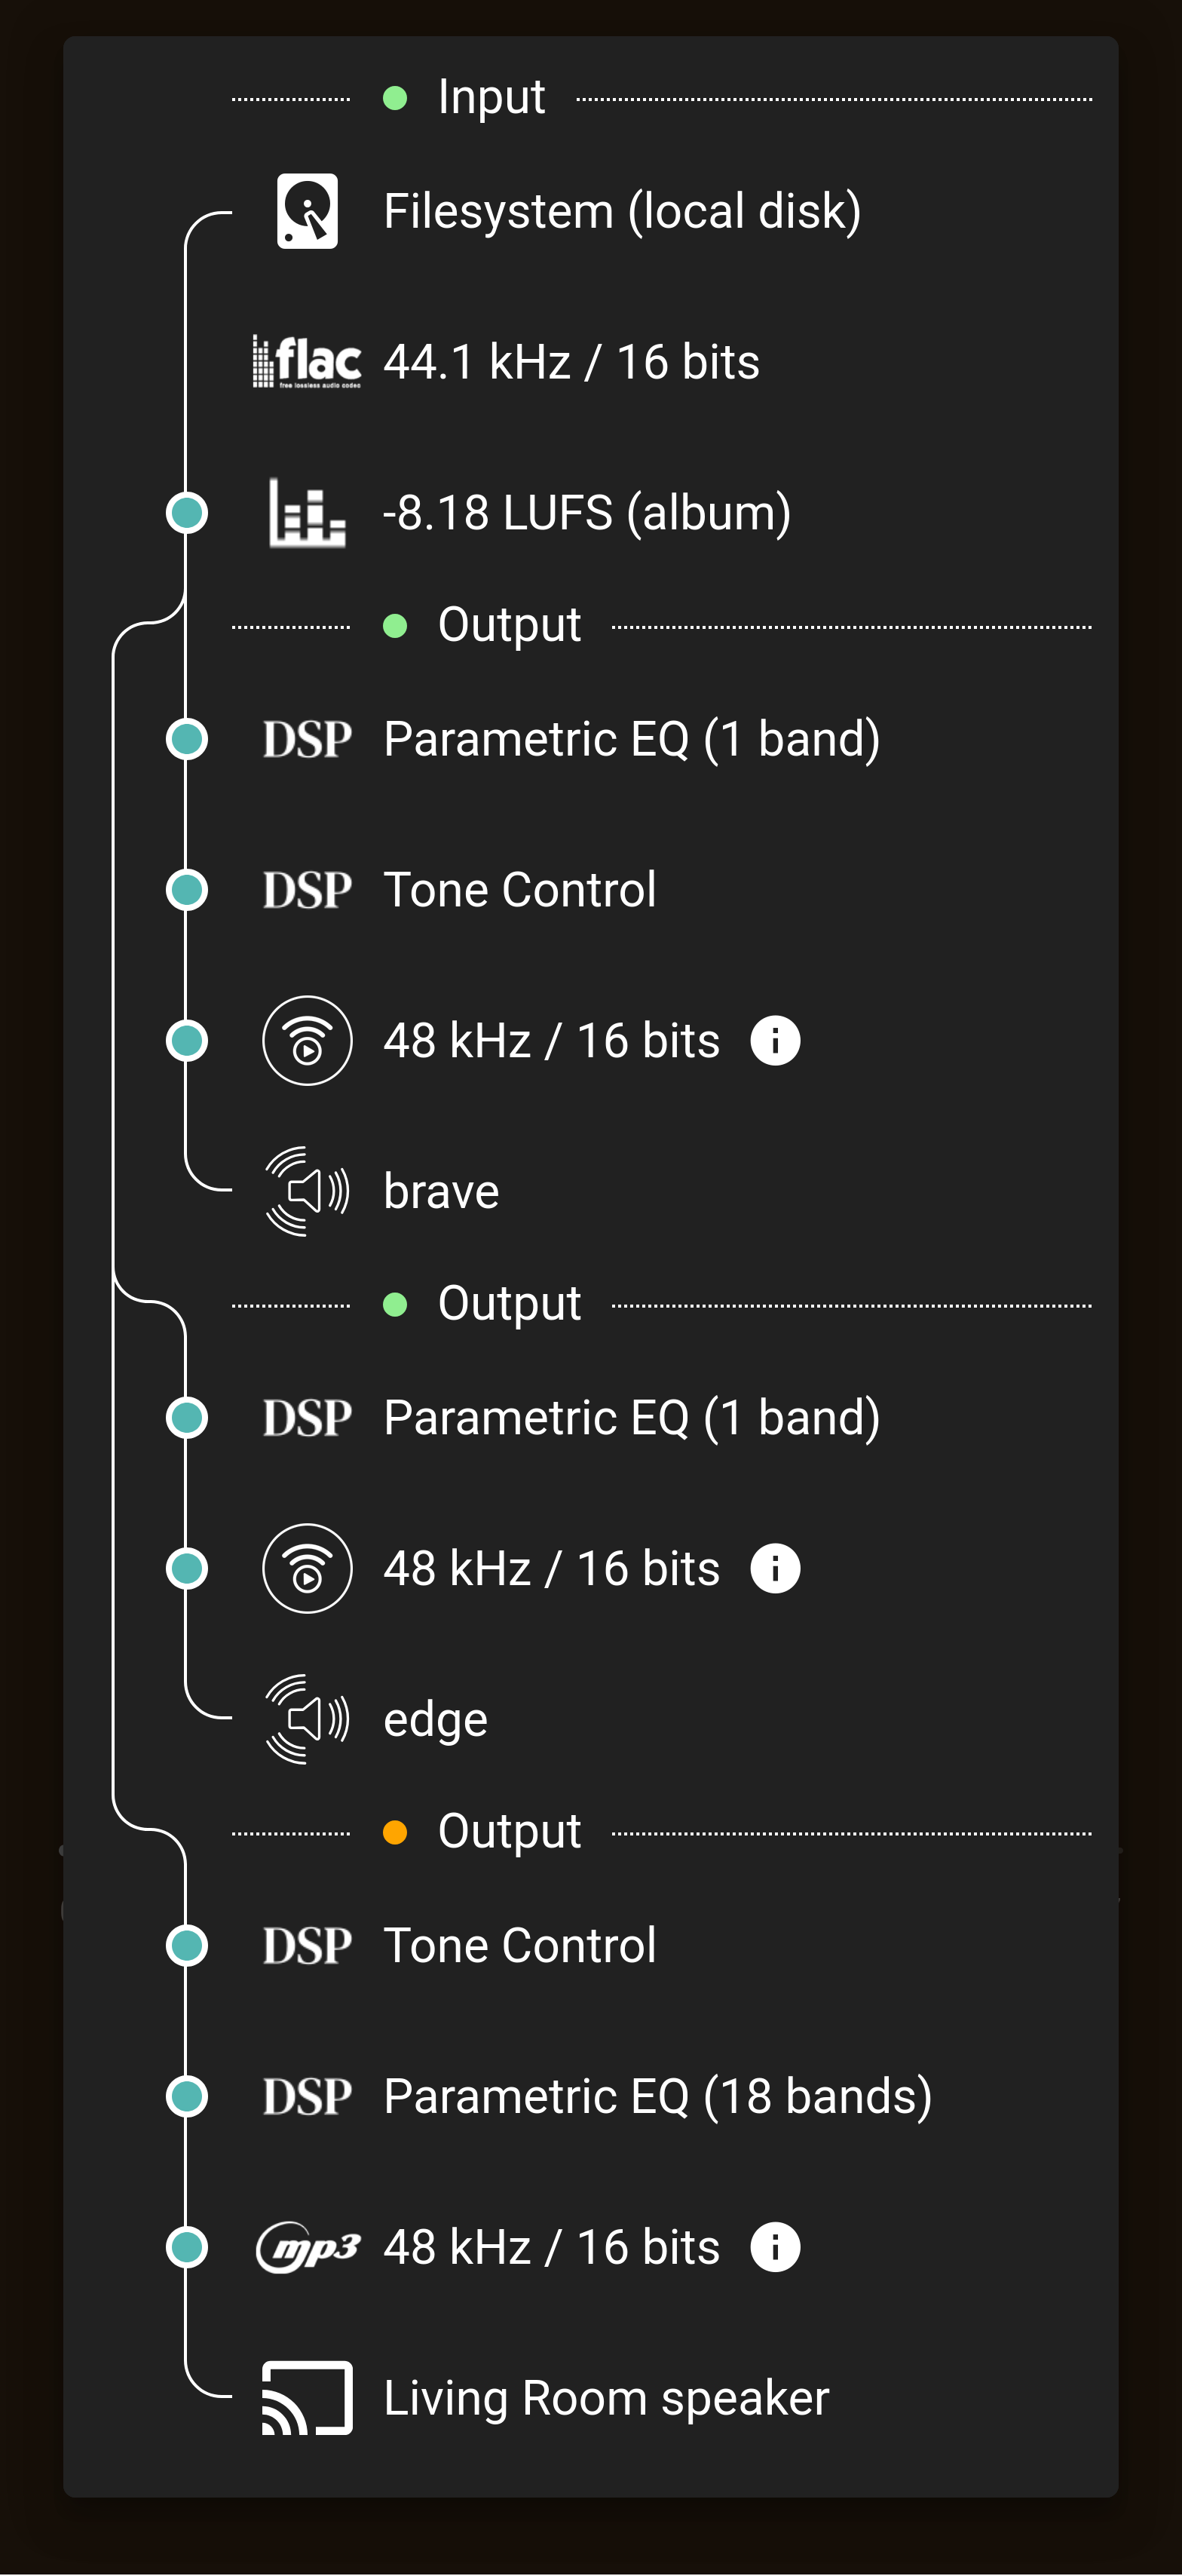 Input
Filesystem (local disk)
flac
free lossless audio codec
44.1 kHz / 16 bits
-8.18 LUFS (album)
Output
DSP Parametric EQ (1 band)
DSP Tone Control
48 kHz / 16 bits i
brave
Output
DSP Parametric EQ (1 band)
48 kHz / 16 bits i
edge
Output
DSP Tone Control
DSP Parametric EQ (18 bands)
mp3 48 kHz / 16 bits i
Living Room speaker